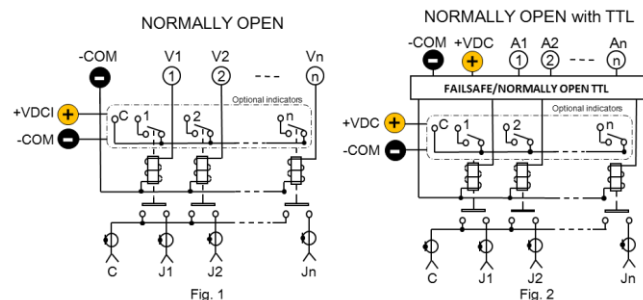 NORMALLY OPEN
-COM
V1
V2
Vn
1
2
n
+VDCI
-COM
Optional indicators
C
1
2
n
C
J1
J2
Jn
Fig. 1
NORMALLY OPEN with TTL
-COM
+VDC
A1
A2
An
1
2
n
FAILSAFE/NORMALLY OPEN TTL
Optional indicators
+VDC
-COM
C
1
2
n
C
J1
J2
Jn
Fig. 2